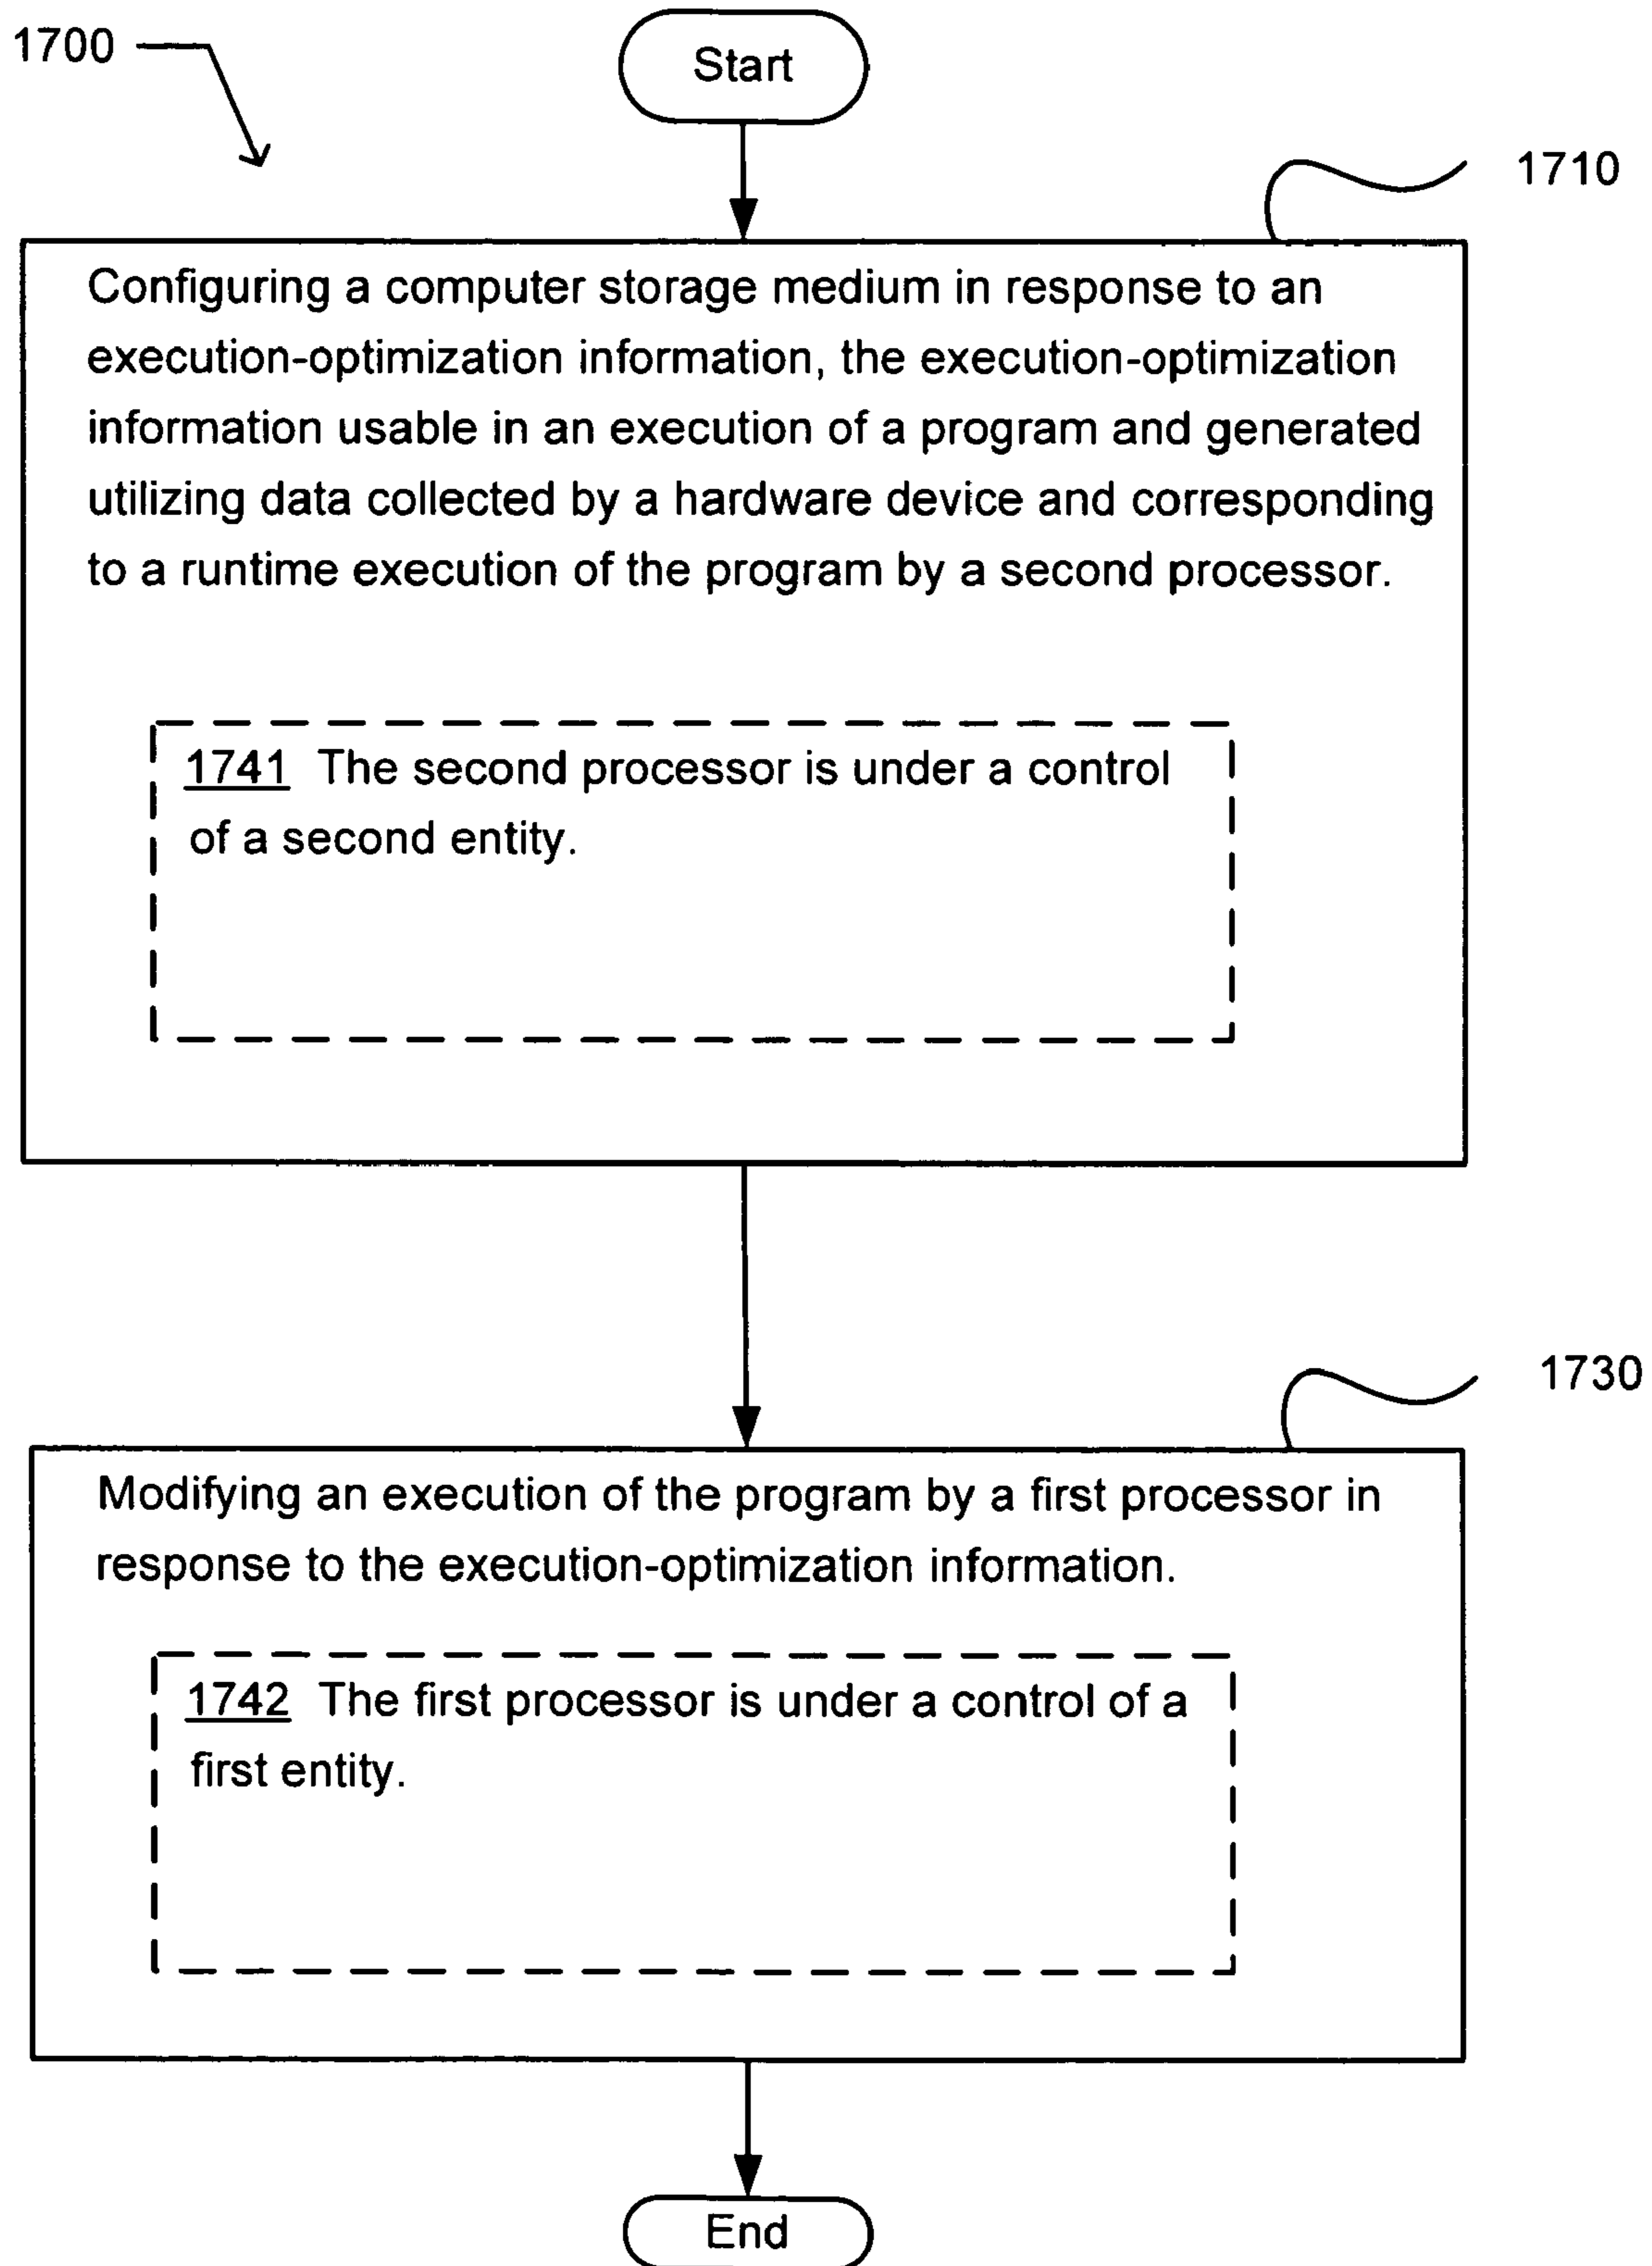 1700
Start
1710
Configuring a computer storage medium in response to an
execution-optimization information, the execution-optimization
information usable in an execution of a program and generated
utilizing data collected by a hardware device and corresponding
to a runtime execution of the program by a second processor.
1741 The second processor is under a control
of a second entity.
1730
Modifying an execution of the program by a first processor in
response to the execution-optimization information.
1742 The first processor is under a control of a
first entity.
End